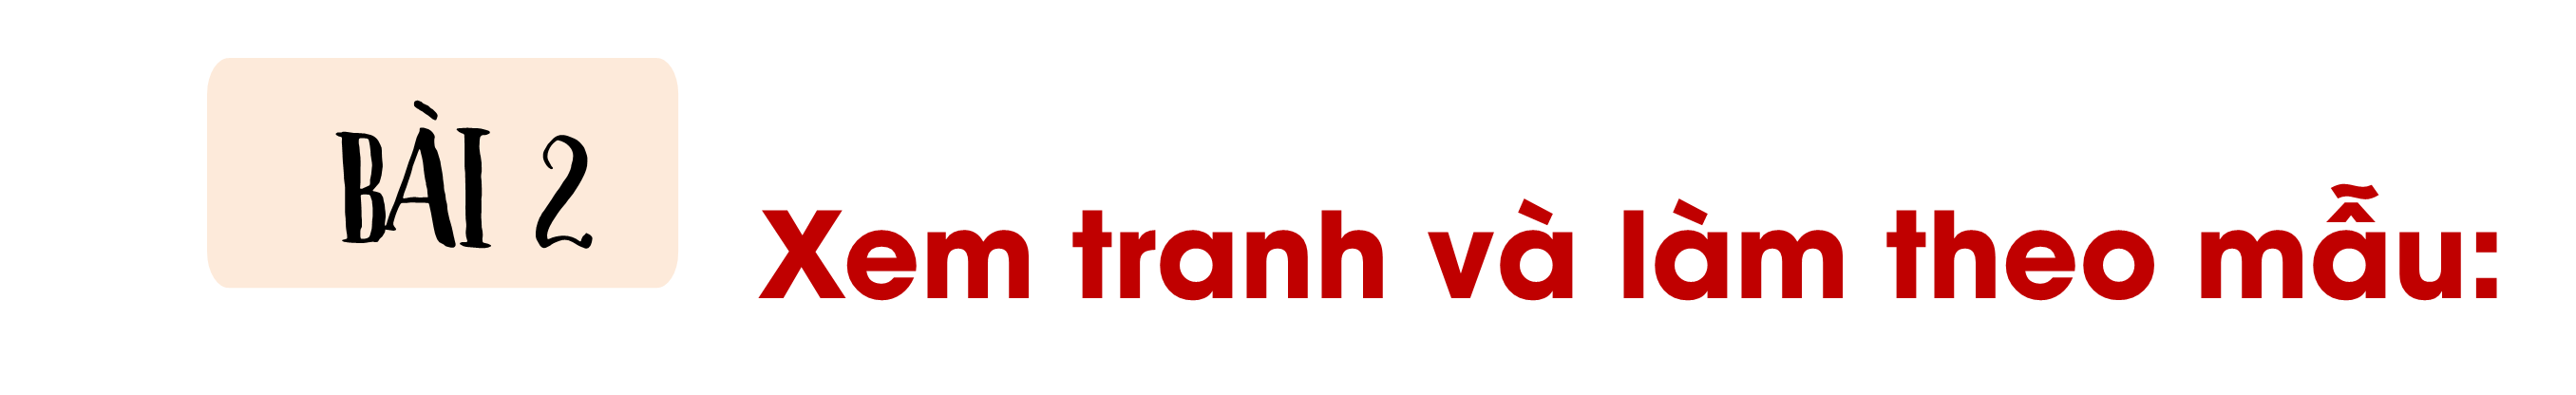 BÀI 2
Xem tranh và làm theo mẫu: